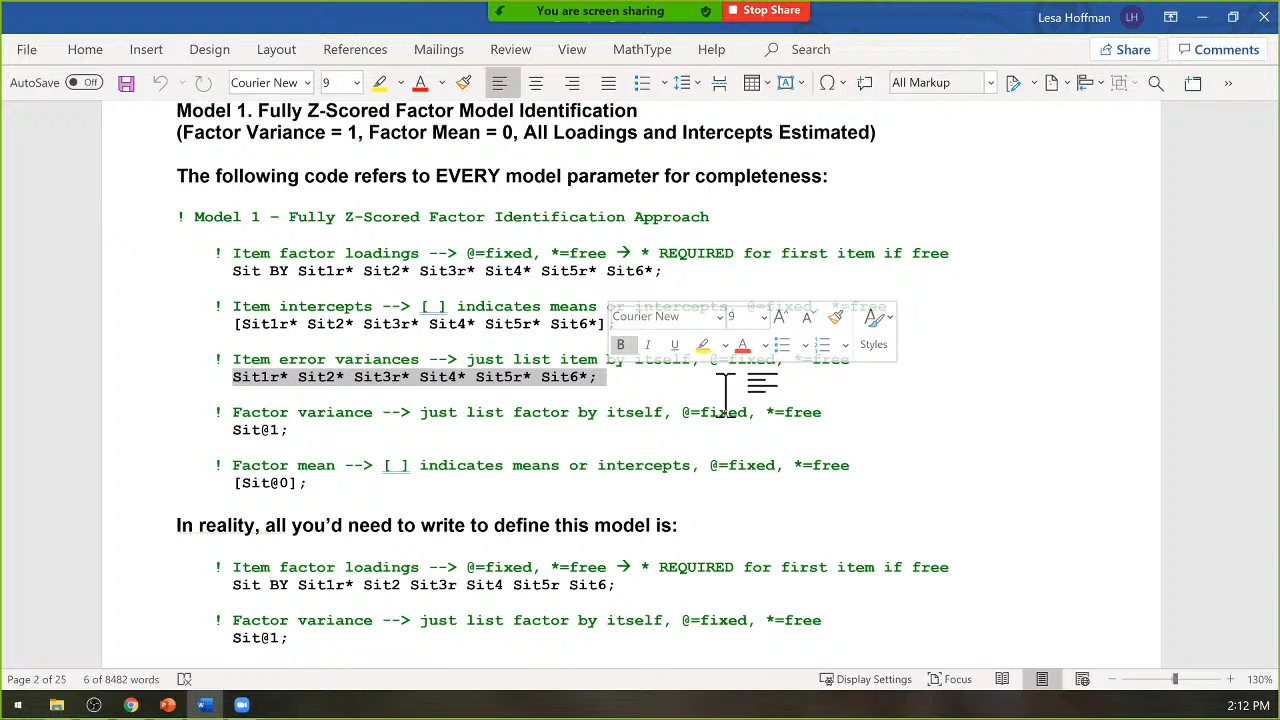 You are screen sharing
Stop Share
Lesa Hoffman LH
File Home Insert Design Layout References Mailings Review View MathType Help Search Share Comments
AutoSave Off Courier New 9 All Markup
Model 1. Fully Z-Scored Factor Model Identification
(Factor Variance = 1, Factor Mean = 0, All Loadings and Intercepts Estimated)
The following code refers to EVERY model parameter for completeness:
! Model 1 – Fully Z-Scored Factor Identification Approach
! Item factor loadings --> @=fixed, *=free → * REQUIRED for first item if free
Sit BY Sit1r* Sit2* Sit3r* Sit4* Sit5r* Sit6*;
! Item intercepts --> [ ] indicates means or intercepts, @=fixed, *=free
[Sit1r* Sit2* Sit3r* Sit4* Sit5r* Sit6*];
Courier New 9
B I U A Styles
! Item error variances --> just list item by itself, @=fixed, *=free
Sit1r* Sit2* Sit3r* Sit4* Sit5r* Sit6*;
! Factor variance --> just list factor by itself, @=fixed, *=free
Sit@1;
! Factor mean --> [ ] indicates means or intercepts, @=fixed, *=free
[Sit@0];
In reality, all you'd need to write to define this model is:
! Item factor loadings --> @=fixed, *=free → * REQUIRED for first item if free
Sit BY Sit1r* Sit2 Sit3r Sit4 Sit5r Sit6;
! Factor variance --> just list factor by itself, @=fixed, *=free
Sit@1;
Page 2 of 25 6 of 8482 words Display Settings Focus 130%
2:12 PM